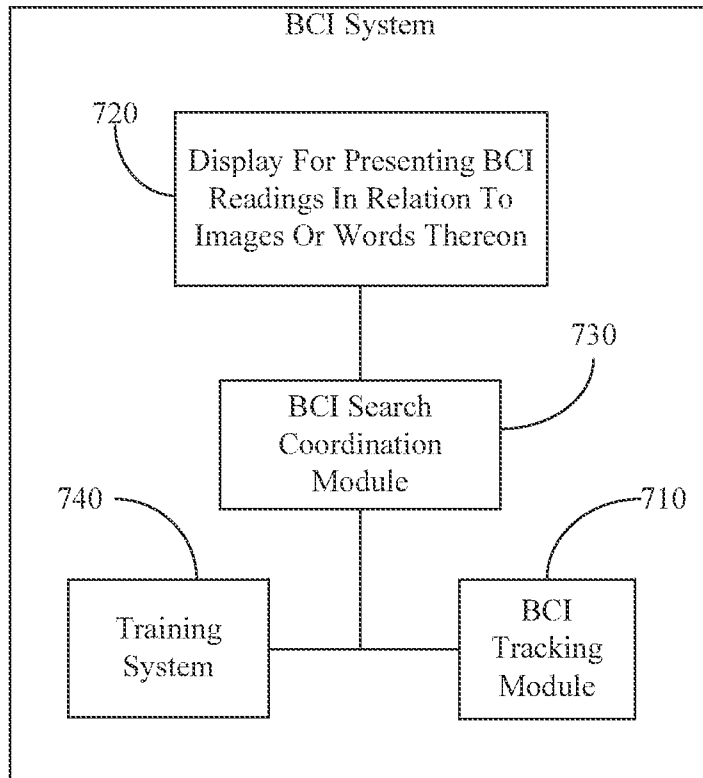 BCI System
720
Display For Presenting BCI
Readings In Relation To
Images Or Words Thereon
730
BCI Search
Coordination
Module
740
710
Training
System
BCI
Tracking
Module